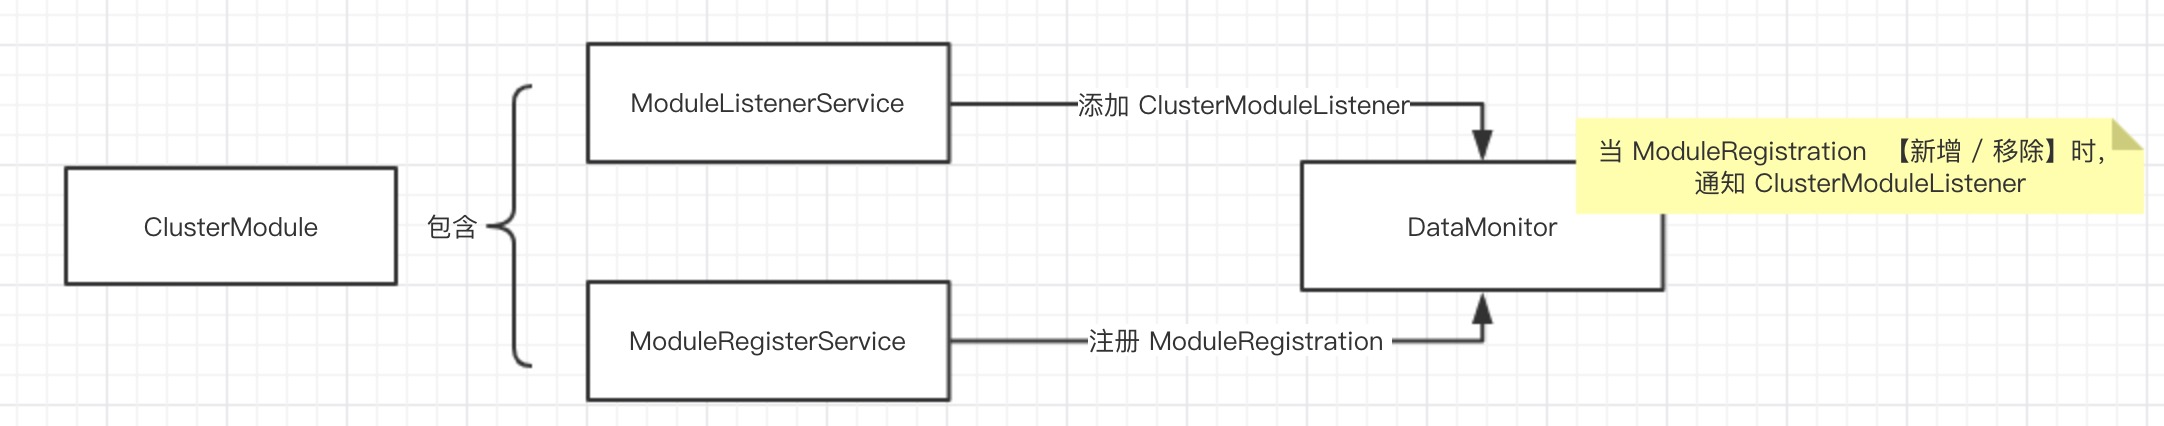 ClusterModule
包含
ModuleListenerService
添加 ClusterModuleListener
ModuleRegisterService
注册 ModuleRegistration
DataMonitor
当 ModuleRegistration 【新增 / 移除】时,
通知 ClusterModuleListener